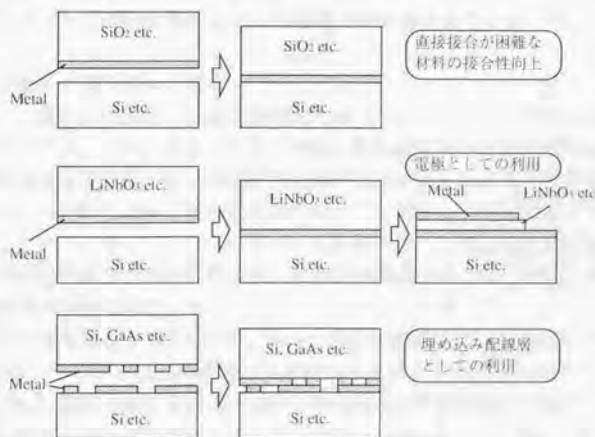 SiO2 etc.
Metal
Si etc.
SiO2 etc.
Si etc.
直接接合が困難な
材料の接合性向上
LiNbO3 etc.
Metal
Si etc.
LiNbO3 etc.
Si etc.
電極としての利用
Metal
LiNbO3 etc.
Si etc.
Si, GaAs etc.
Metal
Si etc.
Si, GaAs etc.
Si etc.
埋め込み配線層
としての利用